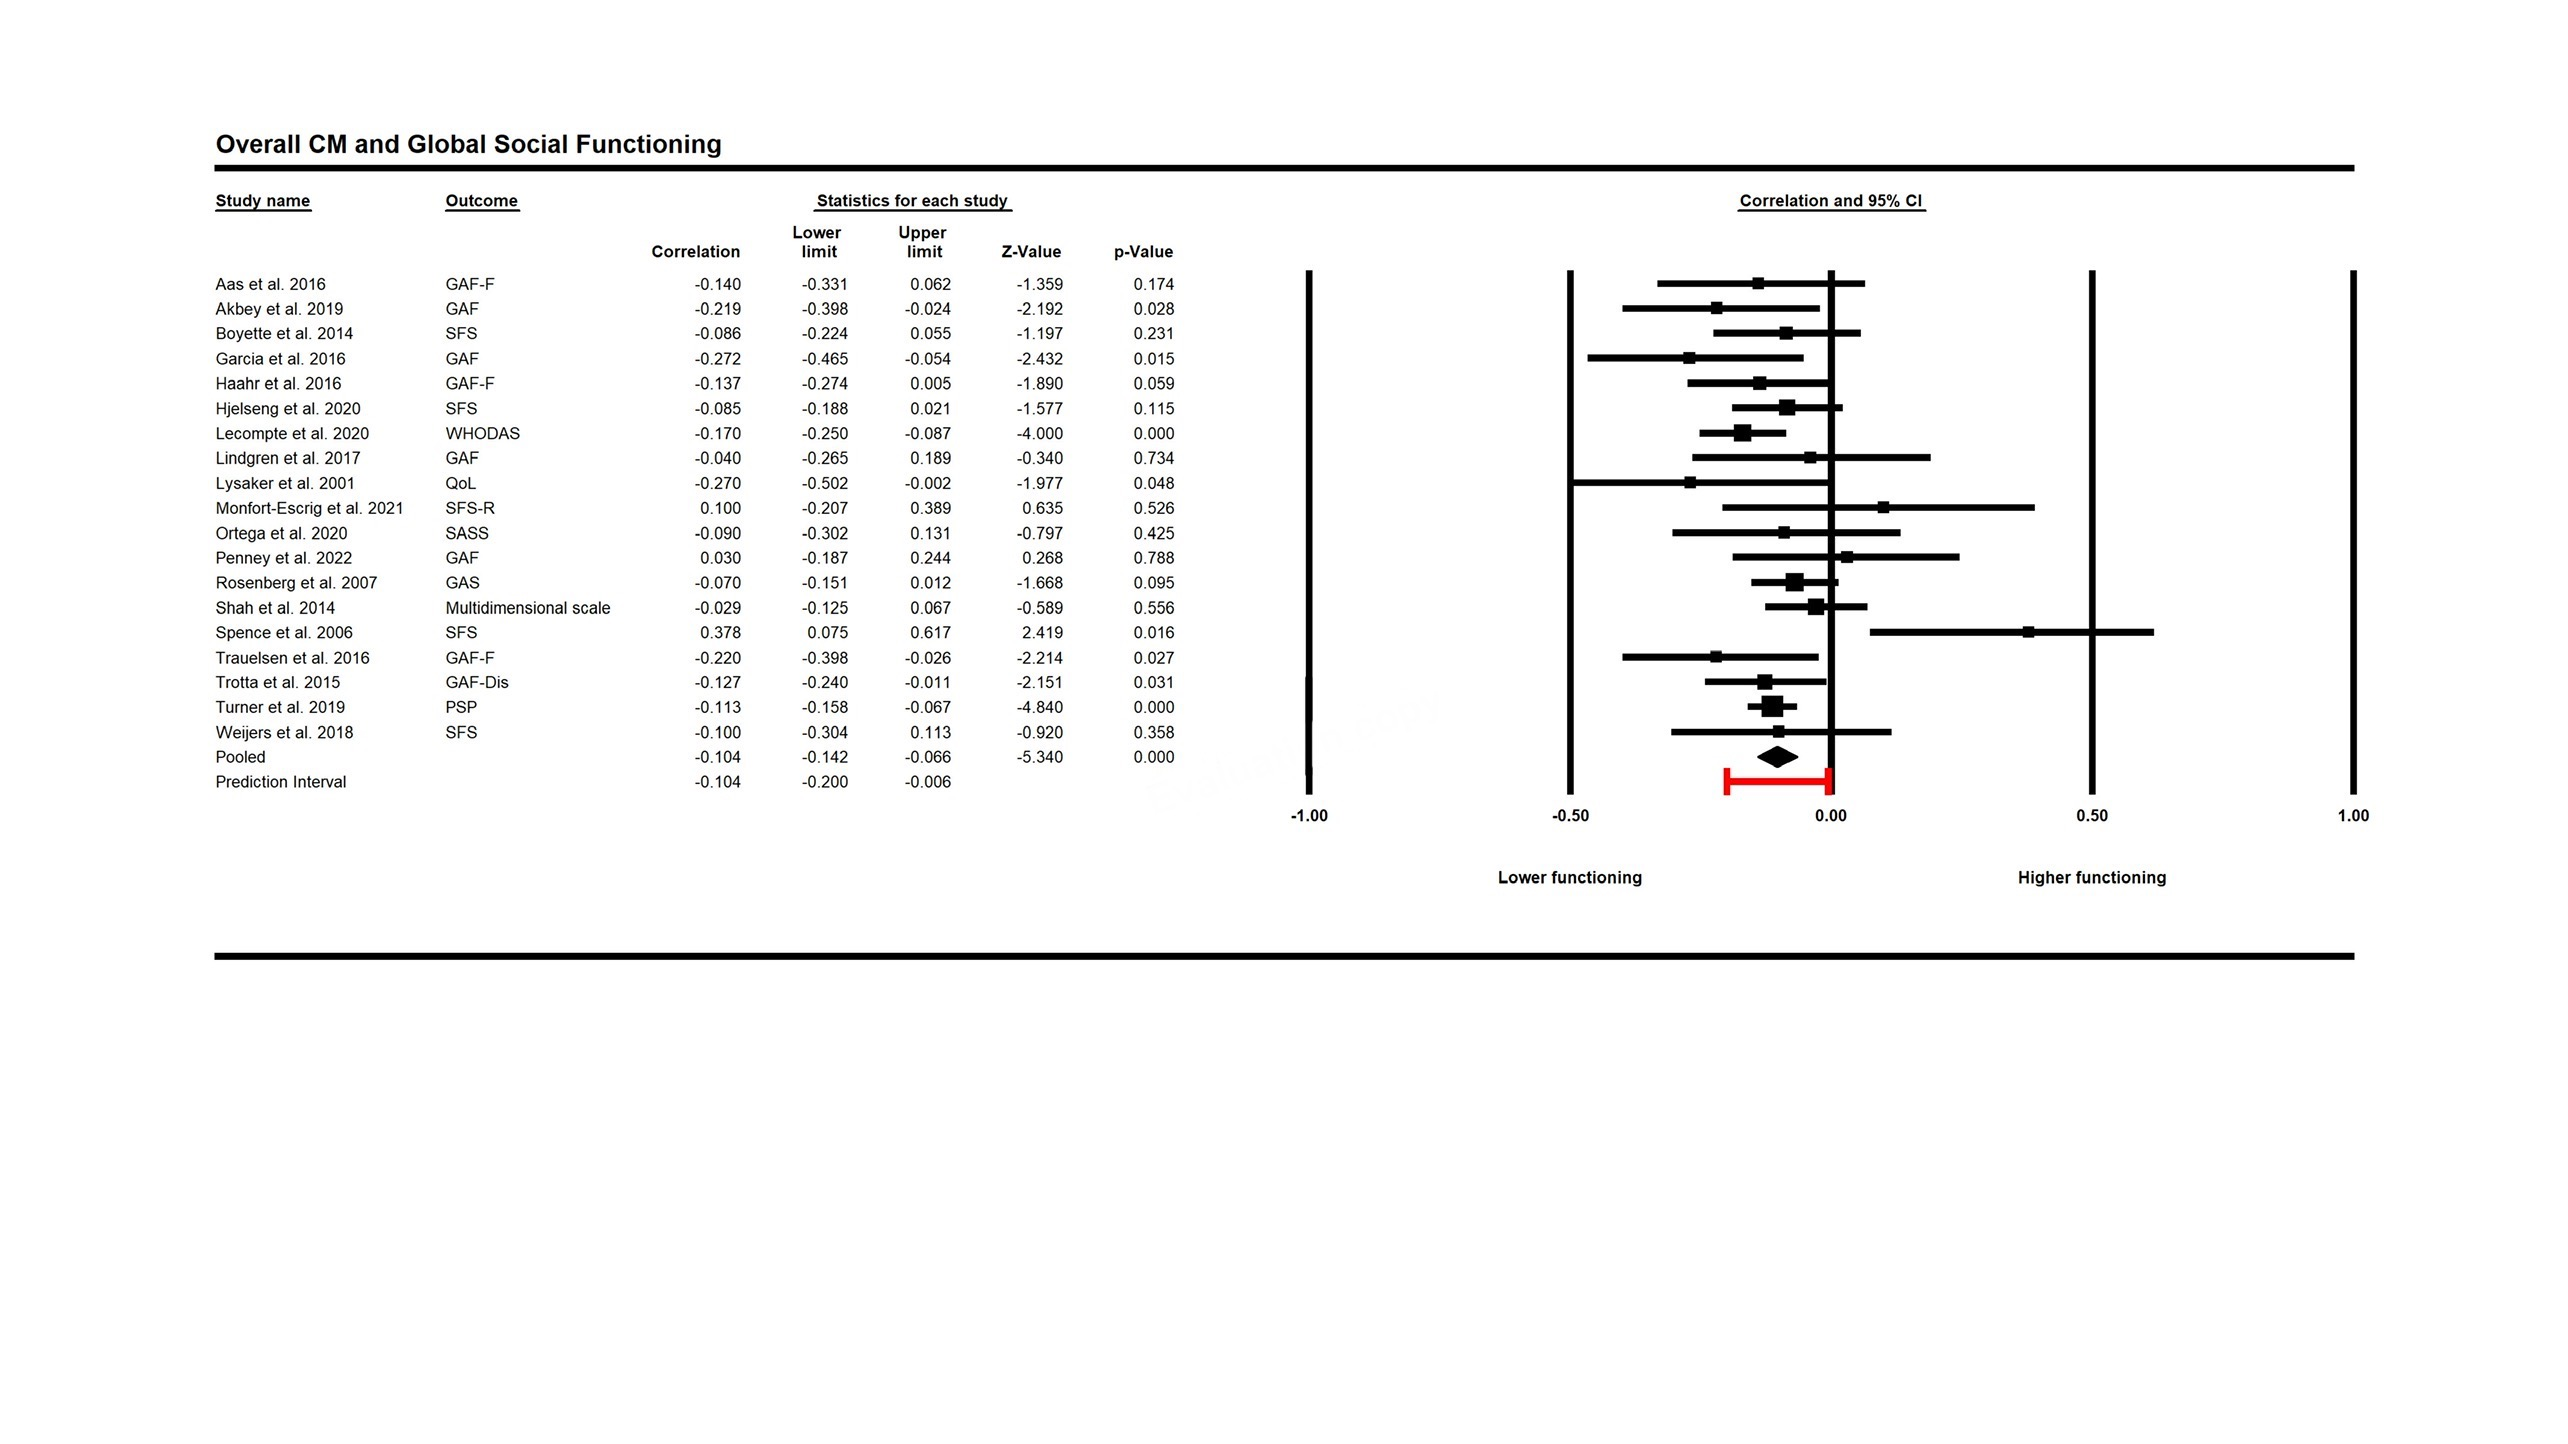 Overall CM and Global Social Functioning
Study name Outcome Statistics for each study Correlation and 95% CI
Correlation Lower limit Upper limit Z-Value p-Value
Aas et al. 2016 GAF-F -0.140 -0.331 0.062 -1.359 0.174
Akbey et al. 2019 GAF -0.219 -0.398 -0.024 -2.192 0.028
Boyette et al. 2014 SFS -0.086 -0.224 0.055 -1.197 0.231
Garcia et al. 2016 GAF -0.272 -0.465 -0.054 -2.432 0.015
Haahr et al. 2016 GAF-F -0.137 -0.274 0.005 -1.890 0.059
Hjelseng et al. 2020 SFS -0.085 -0.188 0.021 -1.577 0.115
Lecompte et al. 2020 WHODAS -0.170 -0.250 -0.087 -4.000 0.000
Lindgren et al. 2017 GAF -0.040 -0.265 0.189 -0.340 0.734
Lysaker et al. 2001 QoL -0.270 -0.502 -0.002 -1.977 0.048
Monfort-Escrig et al. 2021 SFS-R 0.100 -0.207 0.389 0.635 0.526
Ortega et al. 2020 SASS -0.090 -0.302 0.131 -0.797 0.425
Penney et al. 2022 GAF 0.030 -0.187 0.244 0.268 0.788
Rosenberg et al. 2007 GAS -0.070 -0.151 0.012 -1.668 0.095
Shah et al. 2014 Multidimensional scale -0.029 -0.125 0.067 -0.589 0.556
Spence et al. 2006 SFS 0.378 0.075 0.617 2.419 0.016
Trauelsen et al. 2016 GAF-F -0.220 -0.398 -0.026 -2.214 0.027
Trotta et al. 2015 GAF-Dis -0.127 -0.240 -0.011 -2.151 0.031
Turner et al. 2019 PSP -0.113 -0.158 -0.067 -4.840 0.000
Weijers et al. 2018 SFS -0.100 -0.304 0.113 -0.920 0.358
Pooled -0.104 -0.142 -0.066 -5.340 0.000
Prediction Interval -0.104 -0.200 -0.006
-1.00 -0.50 0.00 0.50 1.00
Lower functioning Higher functioning